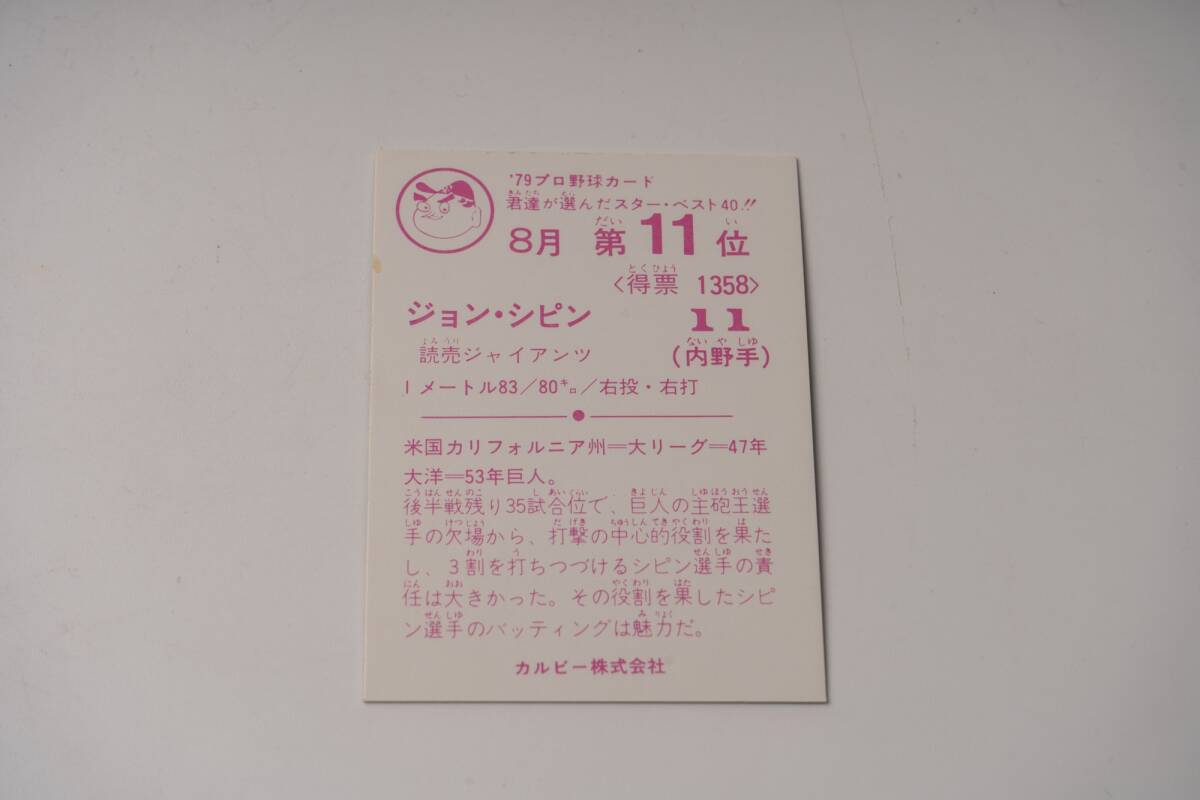 '79プロ野球カード
君達が選んだスター・ベスト40!!
8月 第11位
〈得票 1358〉
ジョン・シピン 11
読売ジャイアンツ (内野手)
1メートル83/80キロ/右投・右打
米国カリフォルニア州=大リーグ=47年
大洋=53年巨人。
後半戦残り35試合位で、巨人の主砲王選
手の欠場から、打撃の中心的役割を果た
し、3割を打ちつづけるシピン選手の責
任は大きかった。その役割を果したシピ
ン選手のバッティングは魅力だ。
カルビー株式会社